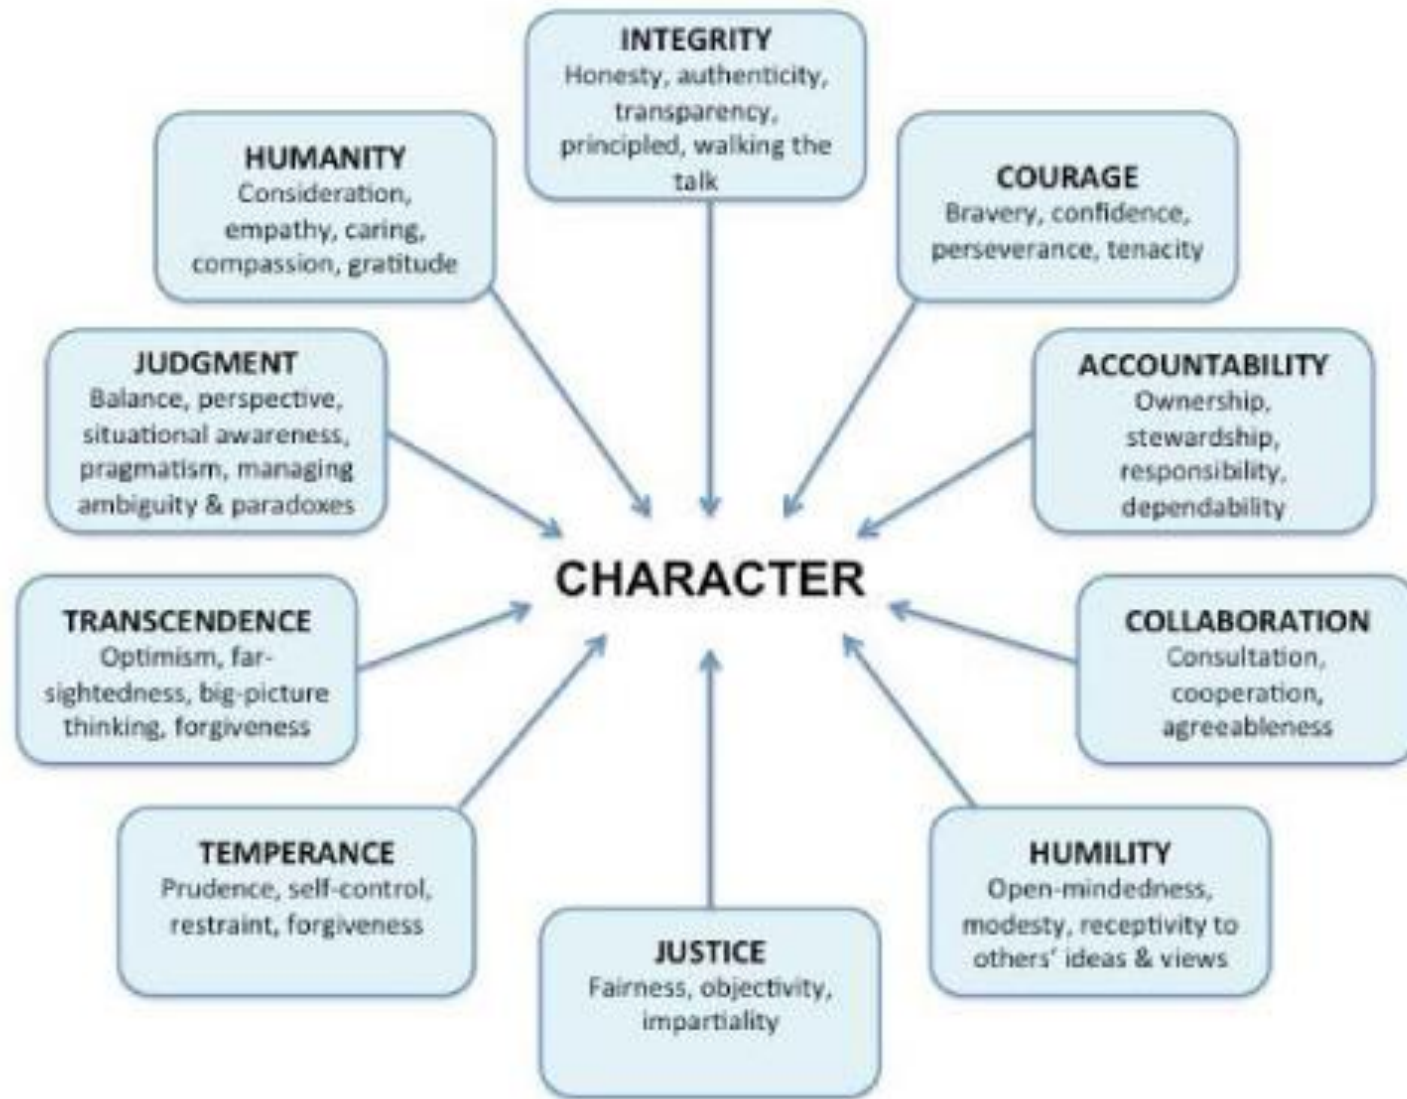 INTEGRITY
Honesty, authenticity,
transparency,
principled, walking the
talk
HUMANITY
Consideration,
empathy, caring,
compassion, gratitude
COURAGE
Bravery, confidence,
perseverance, tenacity
JUDGMENT
Balance, perspective,
situational awareness,
pragmatism, managing
ambiguity & paradoxes
ACCOUNTABILITY
Ownership,
stewardship,
responsibility,
dependability
CHARACTER
TRANSCENDENCE
Optimism, far-
sightedness, big-picture
thinking, forgiveness
COLLABORATION
Consultation,
cooperation,
agreeableness
TEMPERANCE
Prudence, self-control,
restraint, forgiveness
HUMILITY
Open-mindedness,
modesty, receptivity to
others' ideas & views
JUSTICE
Fairness, objectivity,
impartiality